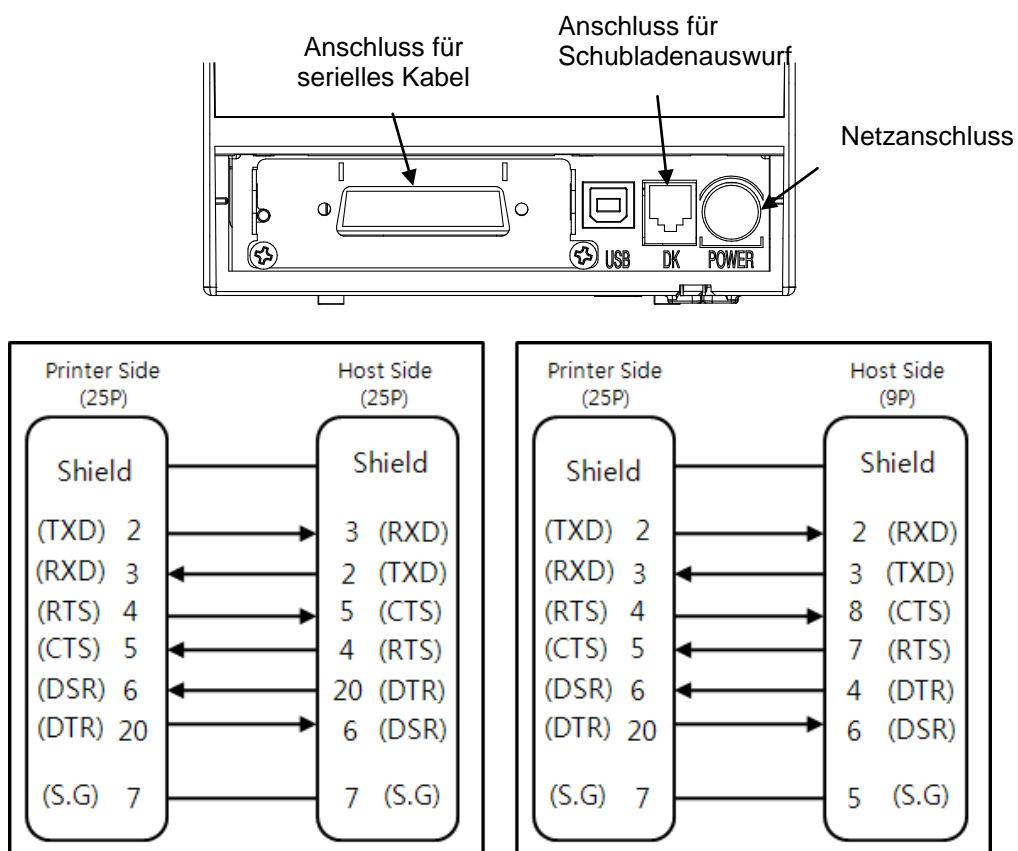 Anschluss für
serielles Kabel
Anschluss für
Schubladenauswurf
Netzanschluss
USB DK POWER
Printer Side
(25P)
Host Side
(25P)
Shield Shield
(TXD) 2 3 (RXD)
(RXD) 3 2 (TXD)
(RTS) 4 5 (CTS)
(CTS) 5 4 (RTS)
(DSR) 6 20 (DTR)
(DTR) 20 6 (DSR)
(S.G) 7 7 (S.G)
Printer Side
(25P)
Host Side
(9P)
Shield Shield
(TXD) 2 2 (RXD)
(RXD) 3 3 (TXD)
(RTS) 4 8 (CTS)
(CTS) 5 7 (RTS)
(DSR) 6 4 (DTR)
(DTR) 20 6 (DSR)
(S.G) 7 5 (S.G)